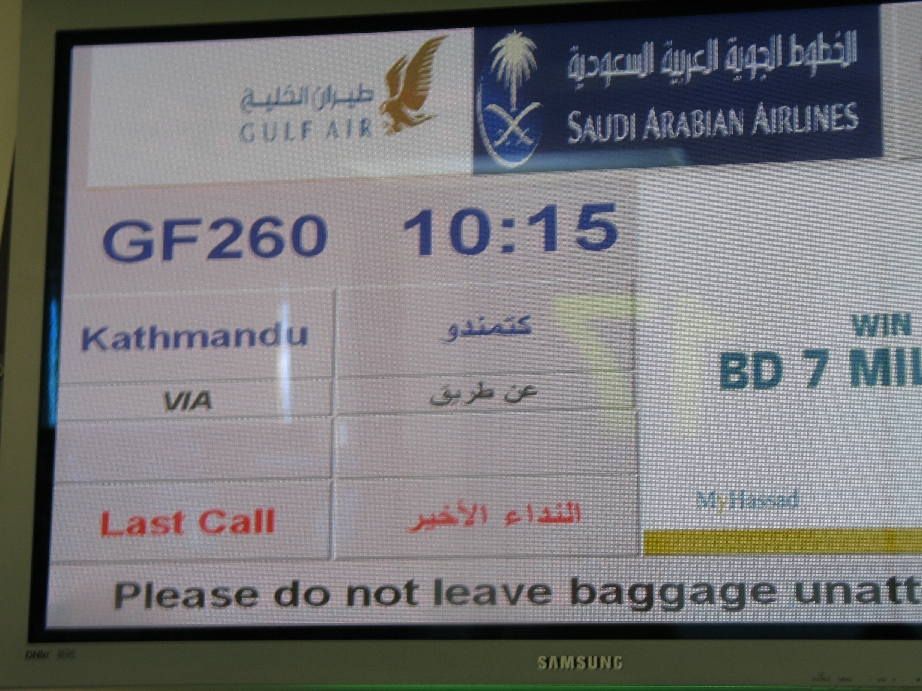 طيران الخليج
GULF AIR
الخطوط الجوية العربية السعودية
SAUDI ARABIAN AIRLINES
GF260 10:15
Kathmandu كتمندو
VIA عن طريق
Last Call النداء الأخير
WIN
BD 7 MIL
MyHassad
Please do not leave baggage unatt
SAMSUNG